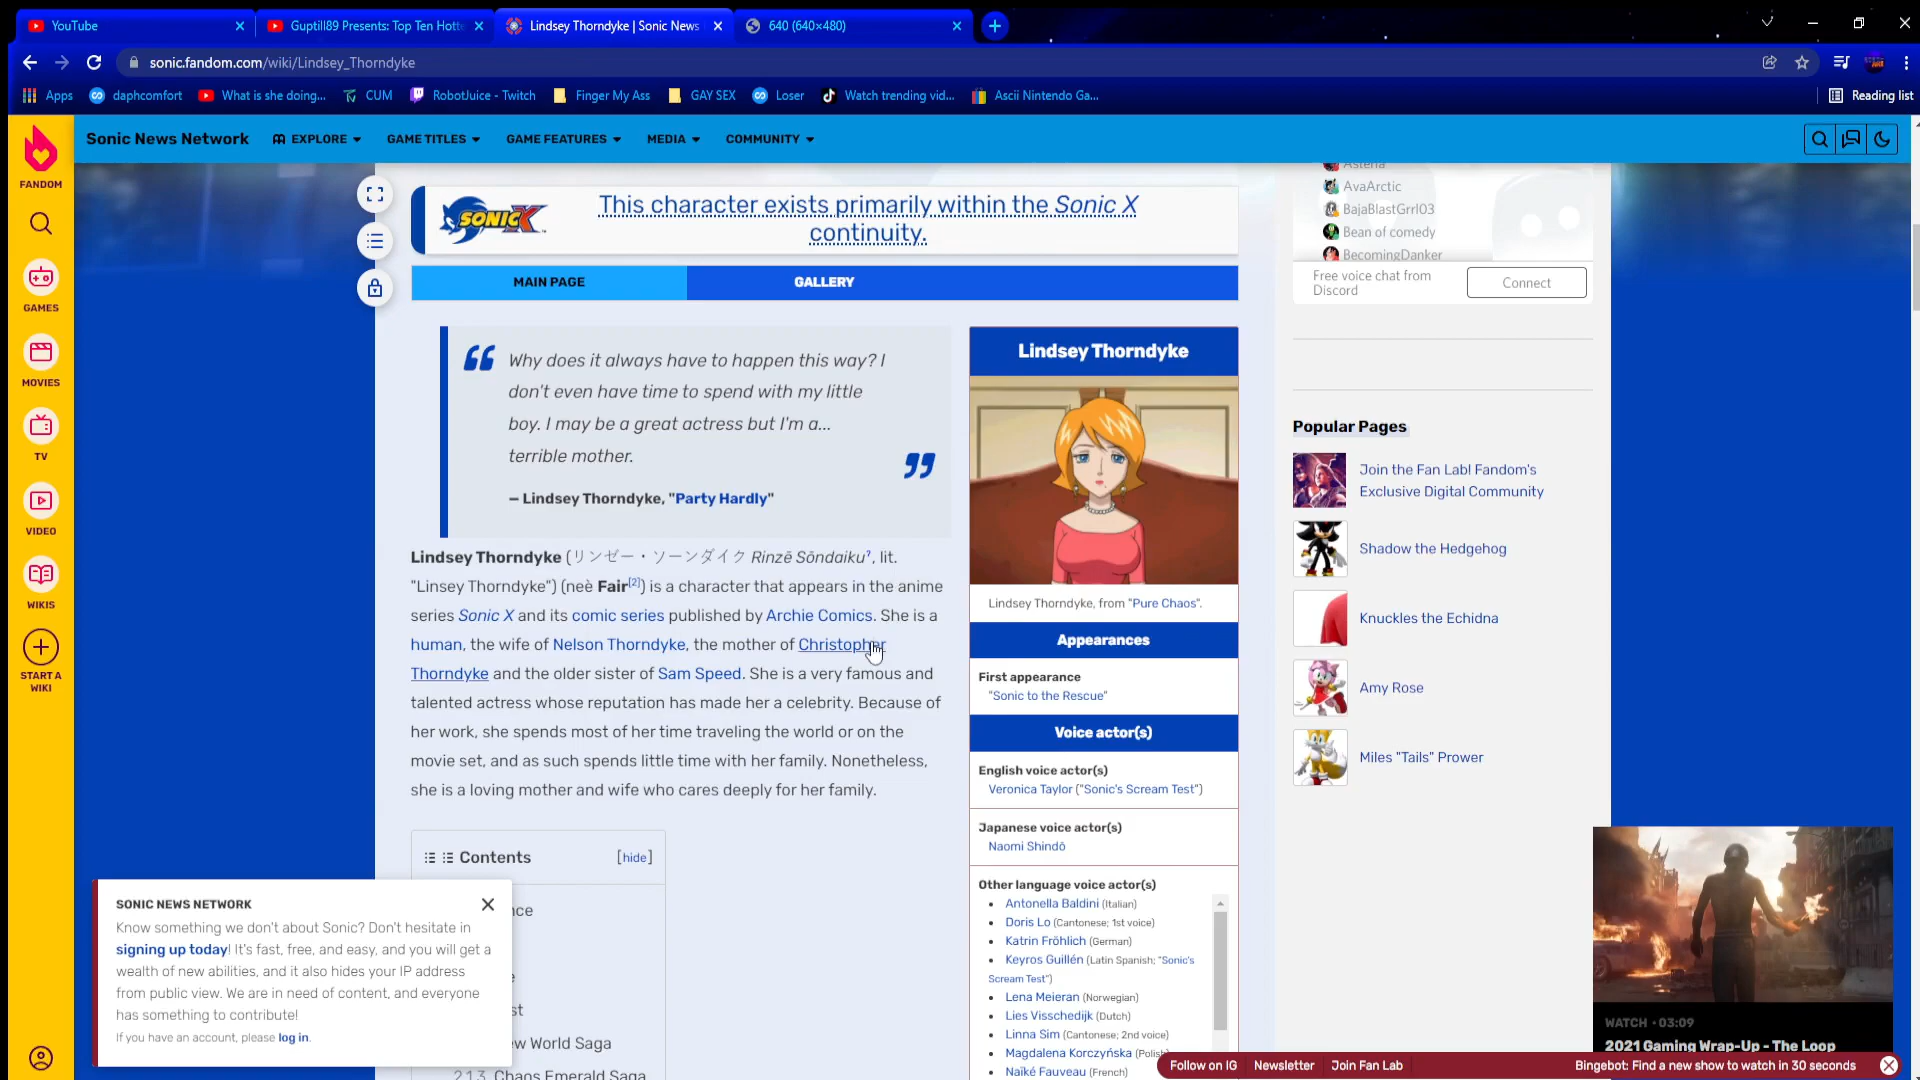 YouTube
Guptill89 Presents: Top Ten Hotte
Lindsey Thorndyke | Sonic News
640 (640×480)
sonic.fandom.com/wiki/Lindsey_Thorndyke
Apps
daphcomfort
What is she doing...
CUM
RobotJuice - Twitch
Finger My Ass
GAY SEX
Loser
Watch trending vid...
Ascii Nintendo Ga...
Reading list
FANDOM
GAMES
MOVIES
TV
VIDEO
WIKIS
START A
WIKI
Sonic News Network
EXPLORE
GAME TITLES
GAME FEATURES
MEDIA
COMMUNITY
SONIC X
This character exists primarily within the Sonic X
continuity.
MAIN PAGE
GALLERY
Why does it always have to happen this way? I
don't even have time to spend with my little
boy. I may be a great actress but I'm a...
terrible mother.
– Lindsey Thorndyke, "Party Hardly"
Lindsey Thorndyke (リンゼー・ソーンダイク Rinzē Sōndaiku?, lit.
"Linsey Thorndyke") (neè Fair[2]) is a character that appears in the anime
series Sonic X and its comic series published by Archie Comics. She is a
human, the wife of Nelson Thorndyke, the mother of Christopher
Thorndyke and the older sister of Sam Speed. She is a very famous and
talented actress whose reputation has made her a celebrity. Because of
her work, she spends most of her time traveling the world or on the
movie set, and as such spends little time with her family. Nonetheless,
she is a loving mother and wife who cares deeply for her family.
Contents
[hide]
nce
e
st
ew World Saga
2.1.3 Chaos Emerald Saga
Lindsey Thorndyke
Lindsey Thorndyke, from "Pure Chaos".
Appearances
First appearance
"Sonic to the Rescue"
Voice actor(s)
English voice actor(s)
Veronica Taylor ("Sonic's Scream Test")
Japanese voice actor(s)
Naomi Shindō
Other language voice actor(s)
Antonella Baldini (Italian)
Doris Lo (Cantonese; 1st voice)
Katrin Fröhlich (German)
Keyros Guillén (Latin Spanish; "Sonic's
Scream Test")
Lena Meieran (Norwegian)
Lies Visschedijk (Dutch)
Linna Sim (Cantonese; 2nd voice)
Magdalena Korczyńska (Polish
Naïké Fauveau (French)
Astena
AvaArctic
BajaBlastGrrl03
Bean of comedy
BecomingDanker
Free voice chat from
Discord
Connect
Popular Pages
Join the Fan Lab! Fandom's
Exclusive Digital Community
Shadow the Hedgehog
Knuckles the Echidna
Amy Rose
Miles "Tails" Prower
SONIC NEWS NETWORK
Know something we don't about Sonic? Don't hesitate in
signing up today! It's fast, free, and easy, and you will get a
wealth of new abilities, and it also hides your IP address
from public view. We are in need of content, and everyone
has something to contribute!
If you have an account, please log in.
WATCH • 03:09
2021 Gaming Wrap-Up - The Loop
Follow on IG
Newsletter
Join Fan Lab
Bingebot: Find a new show to watch in 30 seconds